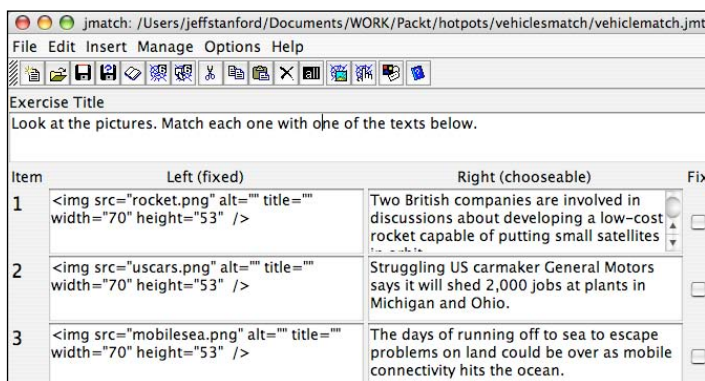 jmatch: /Users/jeffstanford/Documents/WORK/Packt/hotpots/vehiclesmatch/vehiclematch.jmt
File Edit Insert Manage Options Help
Exercise Title
Look at the pictures. Match each one with one of the texts below.
Item Left (fixed) Right (chooseable) Fix
1
<img src="rocket.png" alt="" title=""
width="70" height="53" />
Two British companies are involved in
discussions about developing a low-cost
rocket capable of putting small satellites
2
<img src="uscars.png" alt="" title=""
width="70" height="53" />
Struggling US carmaker General Motors
says it will shed 2,000 jobs at plants in
Michigan and Ohio.
3
<img src="mobilesea.png" alt="" title=""
width="70" height="53" />
The days of running off to sea to escape
problems on land could be over as mobile
connectivity hits the ocean.